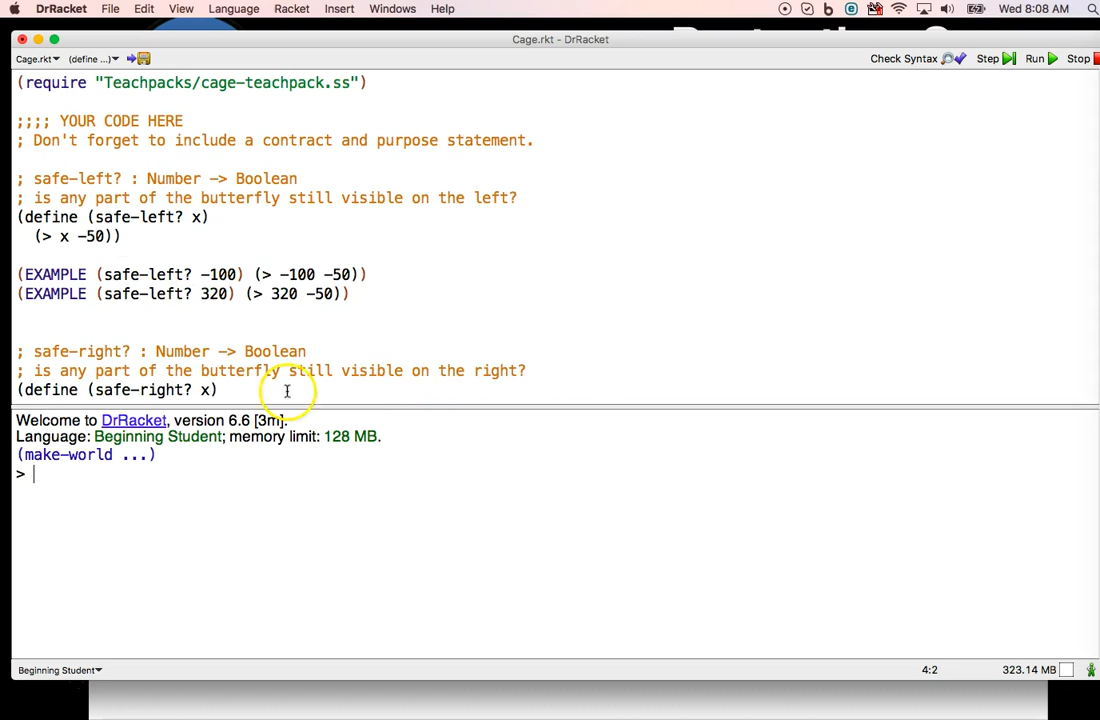 DrRacket File Edit View Language Racket Insert Windows Help Wed 8:08 AM
Cage.rkt - DrRacket
Cage.rkt (define ...) Check Syntax Step Run Stop
(require "Teachpacks/cage-teachpack.ss")
;;;; YOUR CODE HERE
; Don't forget to include a contract and purpose statement.
; safe-left? : Number -> Boolean
; is any part of the butterfly still visible on the left?
(define (safe-left? x)
(> x -50))
(EXAMPLE (safe-left? -100) (> -100 -50))
(EXAMPLE (safe-left? 320) (> 320 -50))
; safe-right? : Number -> Boolean
; is any part of the butterfly still visible on the right?
(define (safe-right? x)
Welcome to DrRacket, version 6.6 [3m].
Language: Beginning Student; memory limit: 128 MB.
(make-world ...)
>
Beginning Student 4:2 323.14 MB